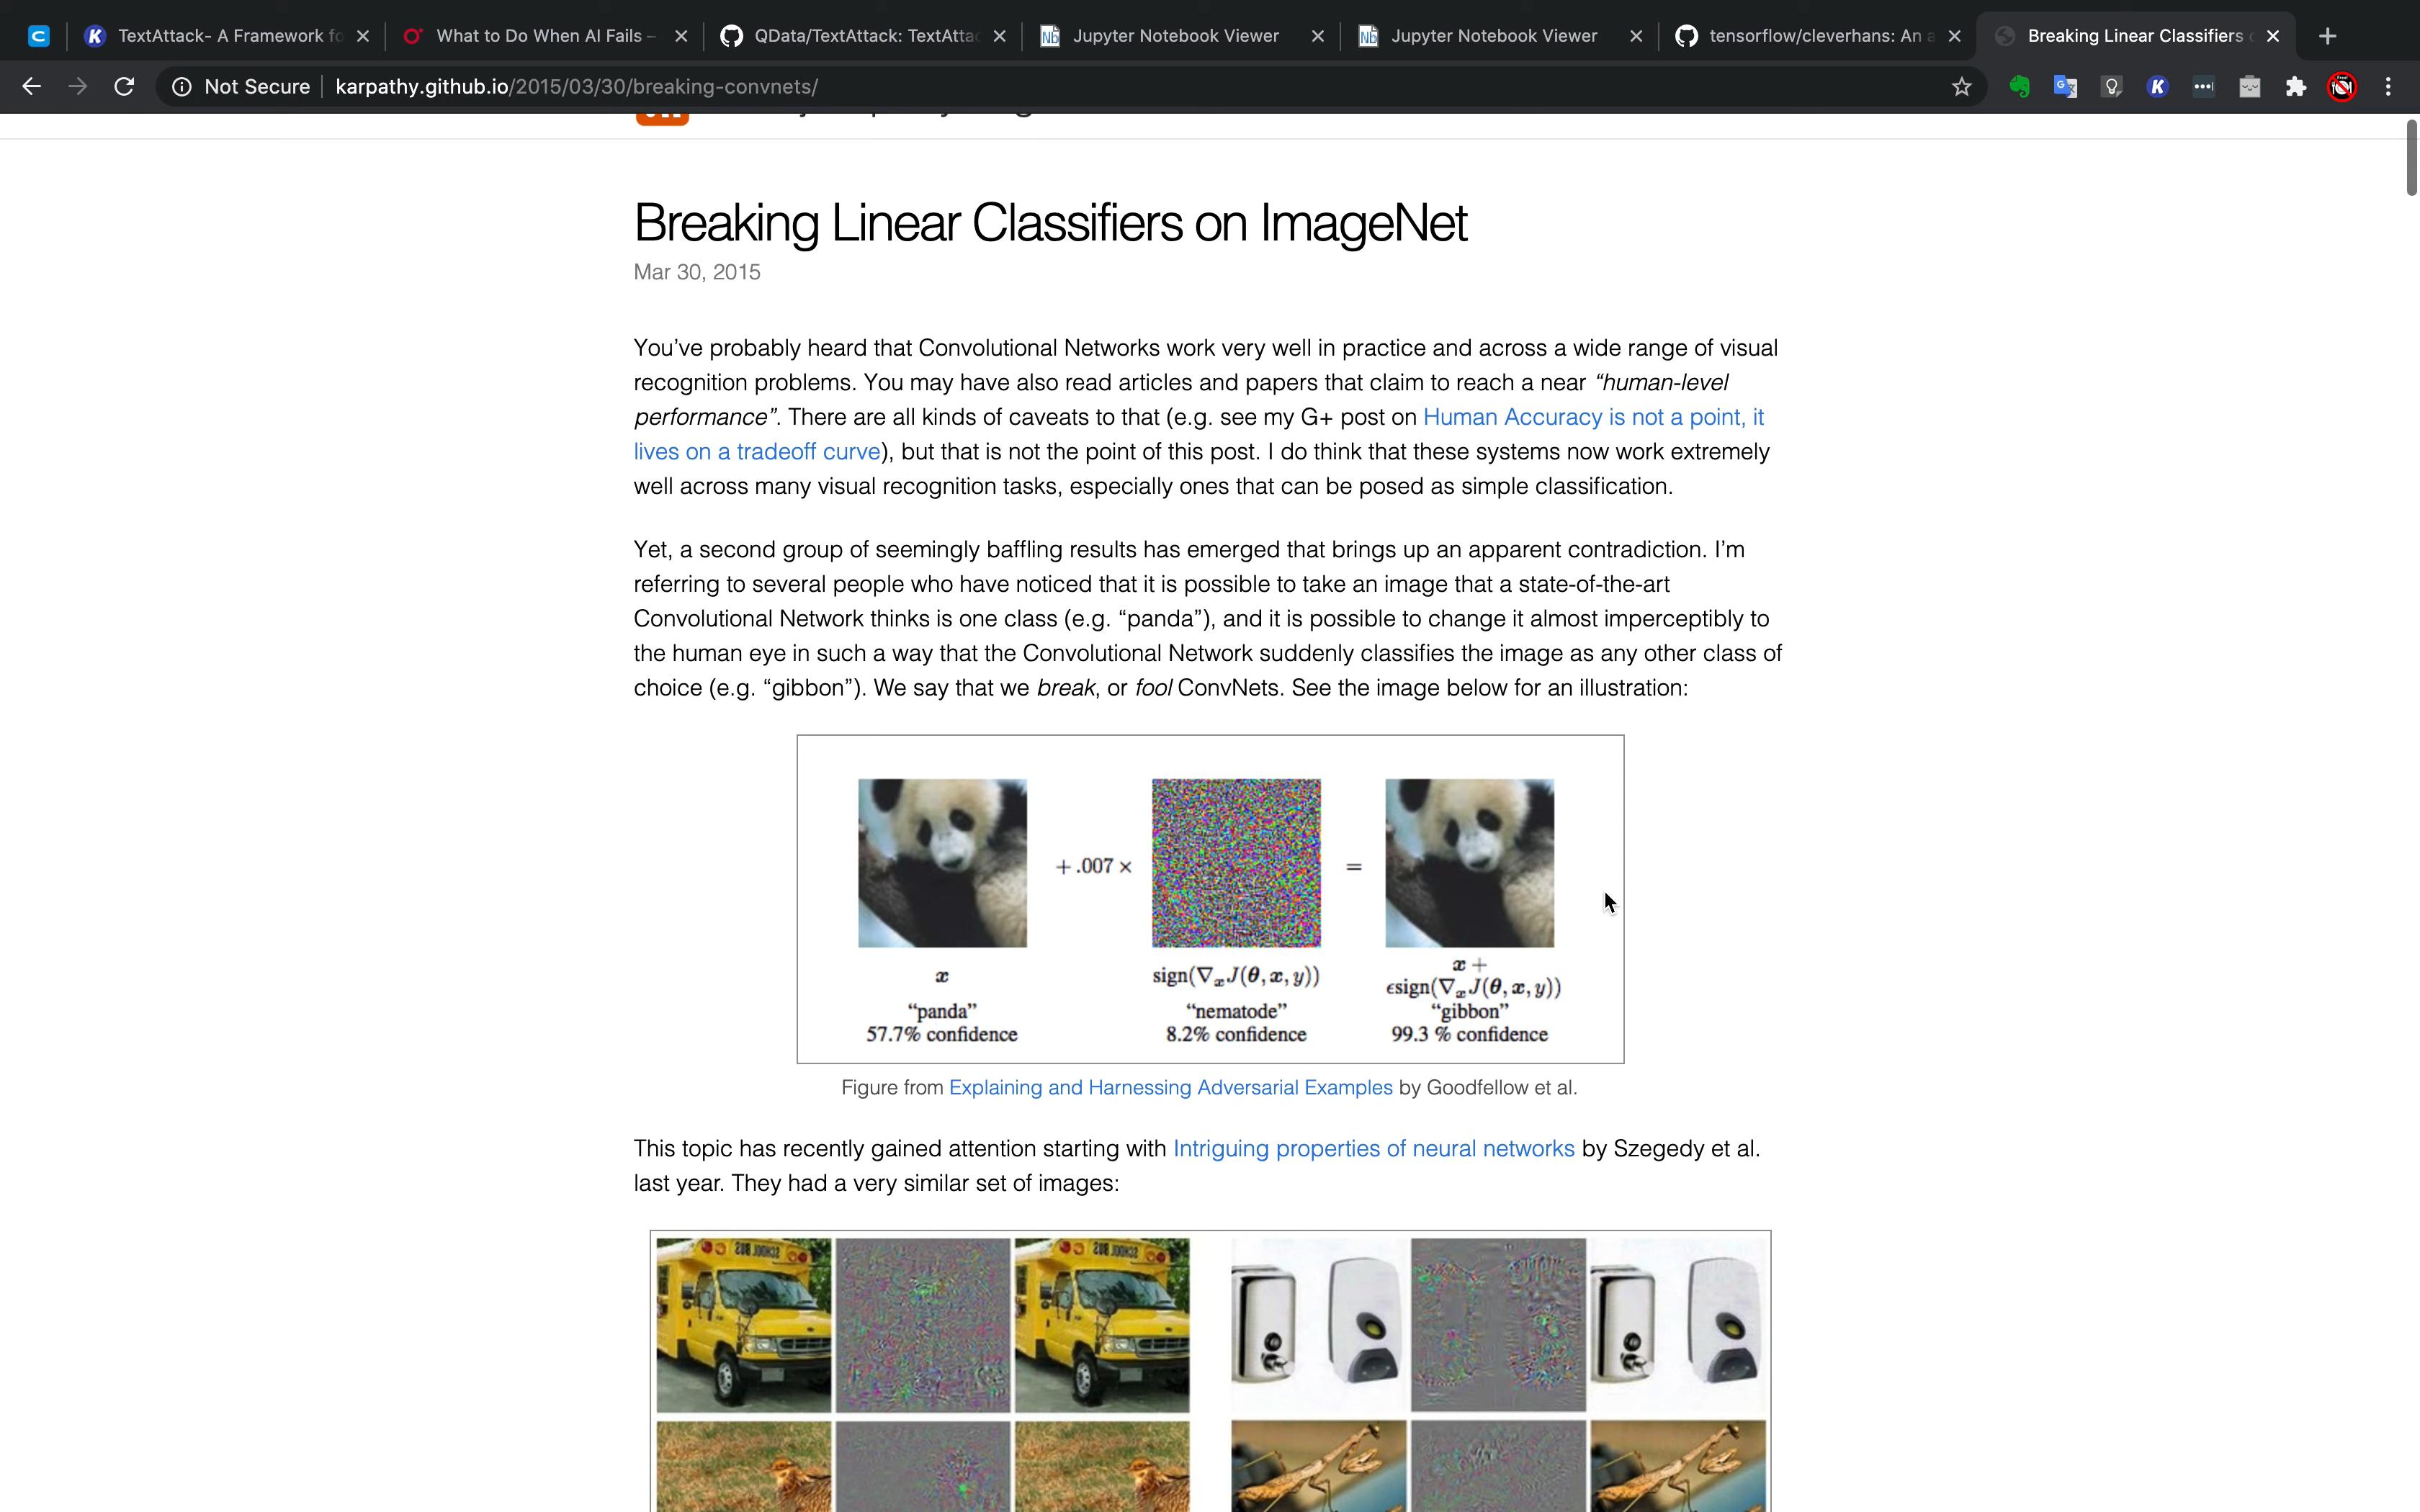 TextAttack- A Framework fo
What to Do When AI Fails –
QData/TextAttack: TextAttac
Jupyter Notebook Viewer
Jupyter Notebook Viewer
tensorflow/cleverhans: An a
Breaking Linear Classifiers o
Not Secure
karpathy.github.io/2015/03/30/breaking-convnets/
Breaking Linear Classifiers on ImageNet
Mar 30, 2015
You’ve probably heard that Convolutional Networks work very well in practice and across a wide range of visual
recognition problems. You may have also read articles and papers that claim to reach a near “human-level
performance”. There are all kinds of caveats to that (e.g. see my G+ post on Human Accuracy is not a point, it
lives on a tradeoff curve), but that is not the point of this post. I do think that these systems now work extremely
well across many visual recognition tasks, especially ones that can be posed as simple classification.
Yet, a second group of seemingly baffling results has emerged that brings up an apparent contradiction. I’m
referring to several people who have noticed that it is possible to take an image that a state-of-the-art
Convolutional Network thinks is one class (e.g. “panda”), and it is possible to change it almost imperceptibly to
the human eye in such a way that the Convolutional Network suddenly classifies the image as any other class of
choice (e.g. “gibbon”). We say that we break, or fool ConvNets. See the image below for an illustration:
+ .007 ×
=
x
“panda”
57.7% confidence
sign(∇ₓJ(θ, x, y))
“nematode”
8.2% confidence
x +
ϵsign(∇ₓJ(θ, x, y))
“gibbon”
99.3 % confidence
Figure from Explaining and Harnessing Adversarial Examples by Goodfellow et al.
This topic has recently gained attention starting with Intriguing properties of neural networks by Szegedy et al.
last year. They had a very similar set of images: